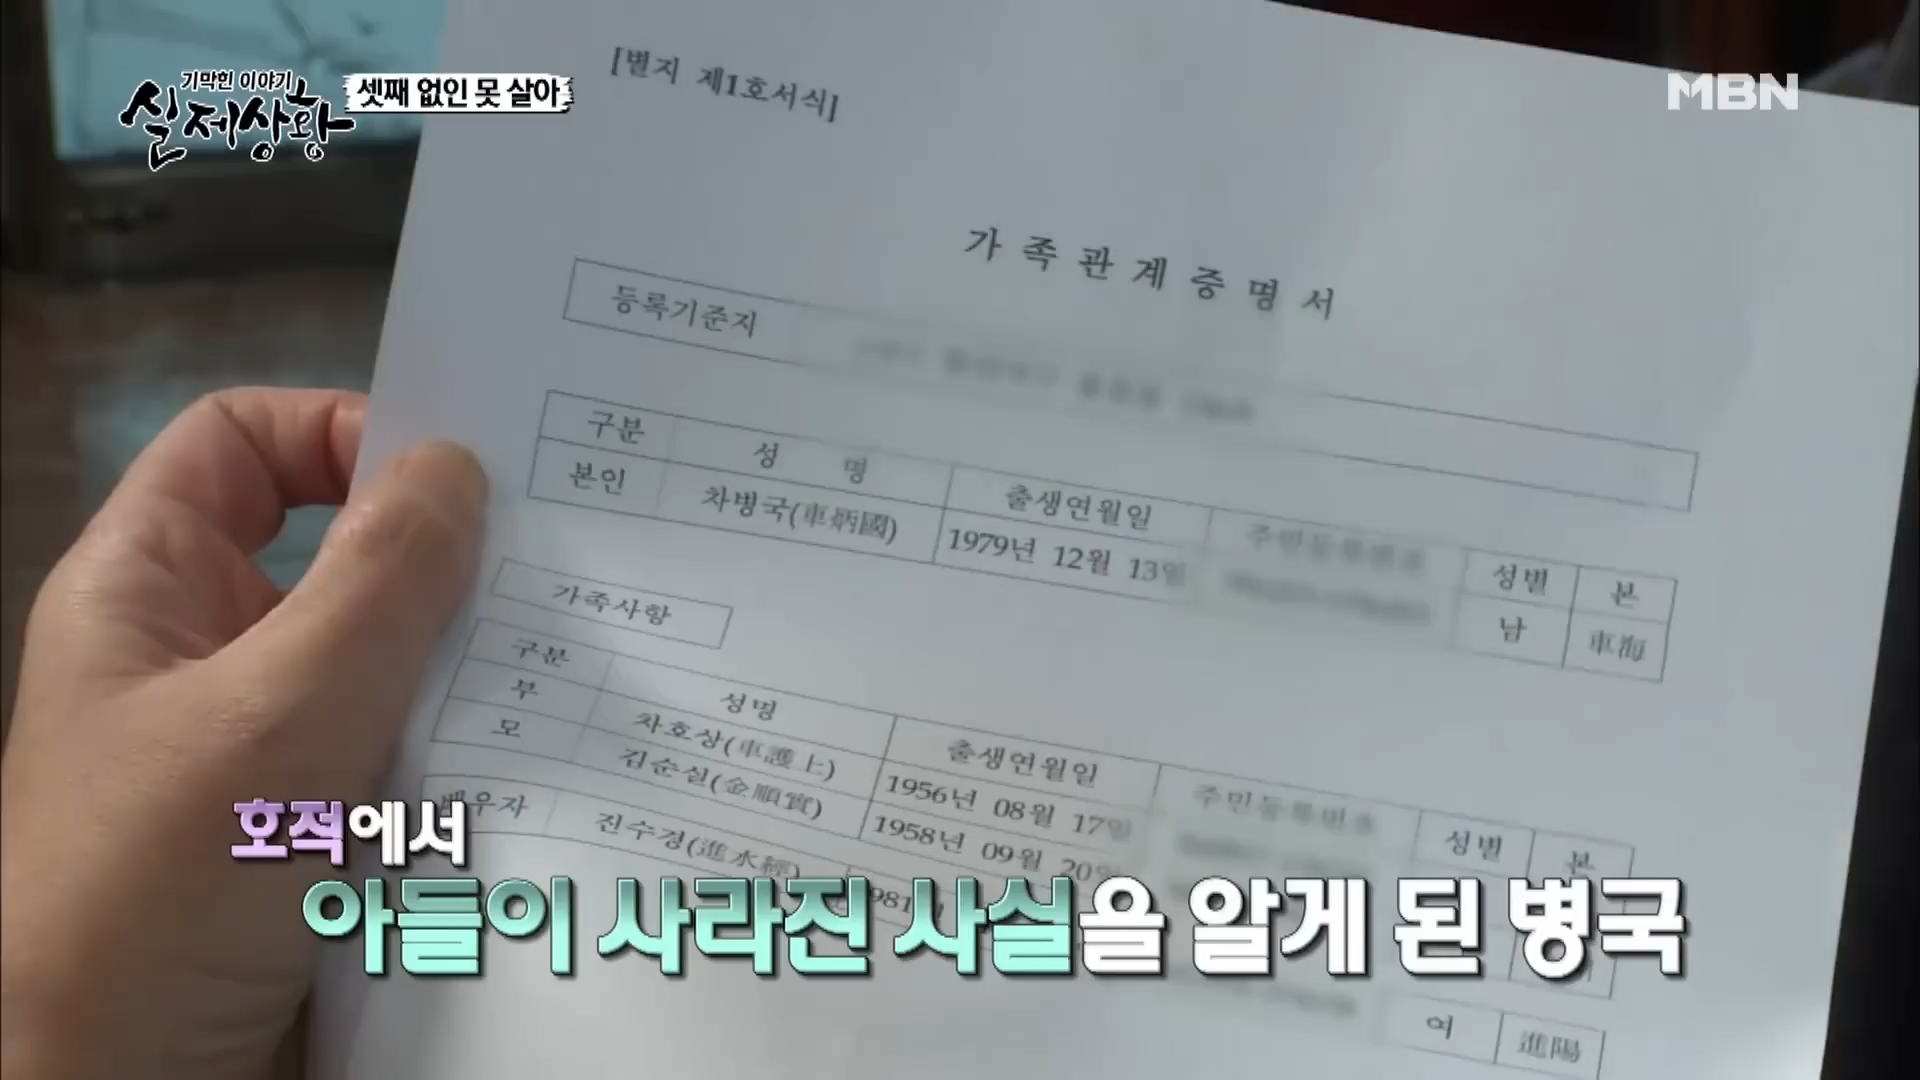 기막힌 이야기
실제상황
셋째 없인 못 살아
MBN
[별지 제1호서식]
가 족 관 계 증 명 서
등록기준지
구분 성 명 출생연월일 주민등록번호 성별 본
본인 차병국(車炳國) 1979년 12월 13일 남 車海
가족사항
구분 성명 출생연월일 주민등록번호 성별 본
부 차호상(車護上) 1956년 08월 17일
모 김순실(金順實) 1958년 09월 20일
배우자 진수경(進水經) 1981 여 進陽
호적에서
아들이 사라진 사실을 알게 된 병국